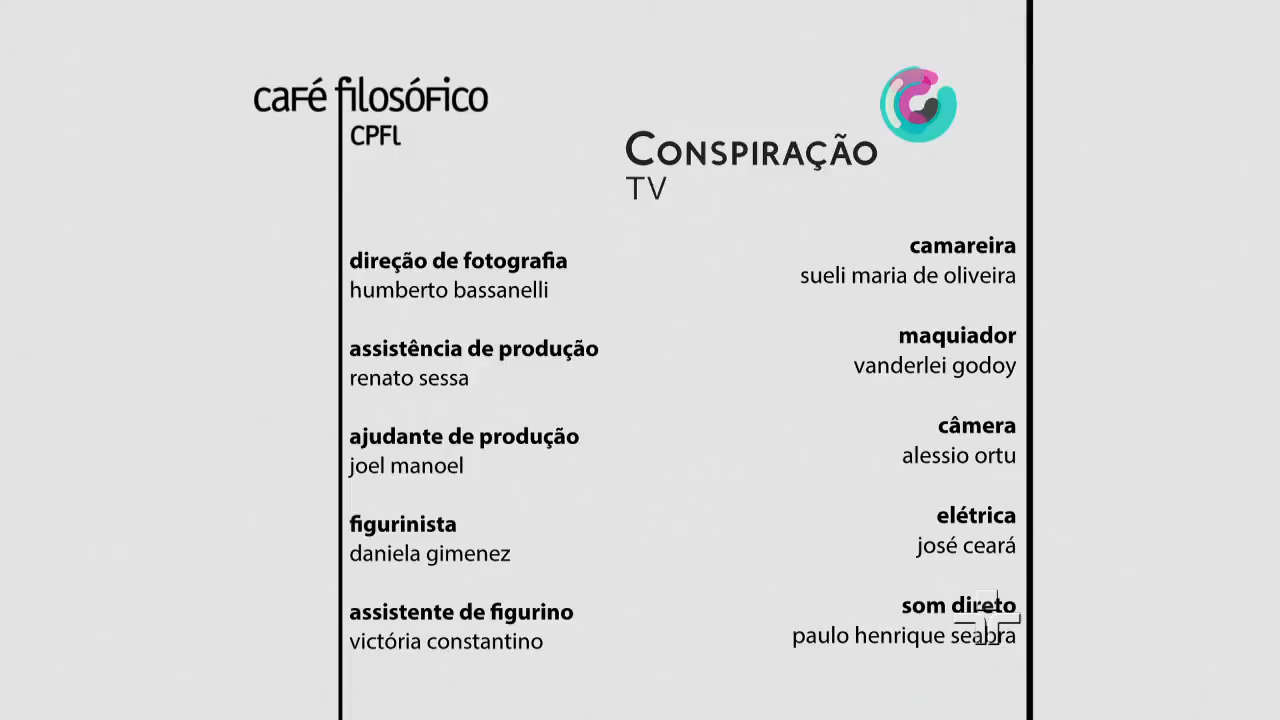 café filosófico
CPFL
direção de fotografia
humberto bassanelli
assistência de produção
renato sessa
ajudante de produção
joel manoel
figurinista
daniela gimenez
assistente de figurino
victória constantino
Conspiração
TV
camareira
sueli maria de oliveira
maquiador
vanderlei godoy
câmera
alessio ortu
elétrica
josé ceará
som direto
paulo henrique seabra